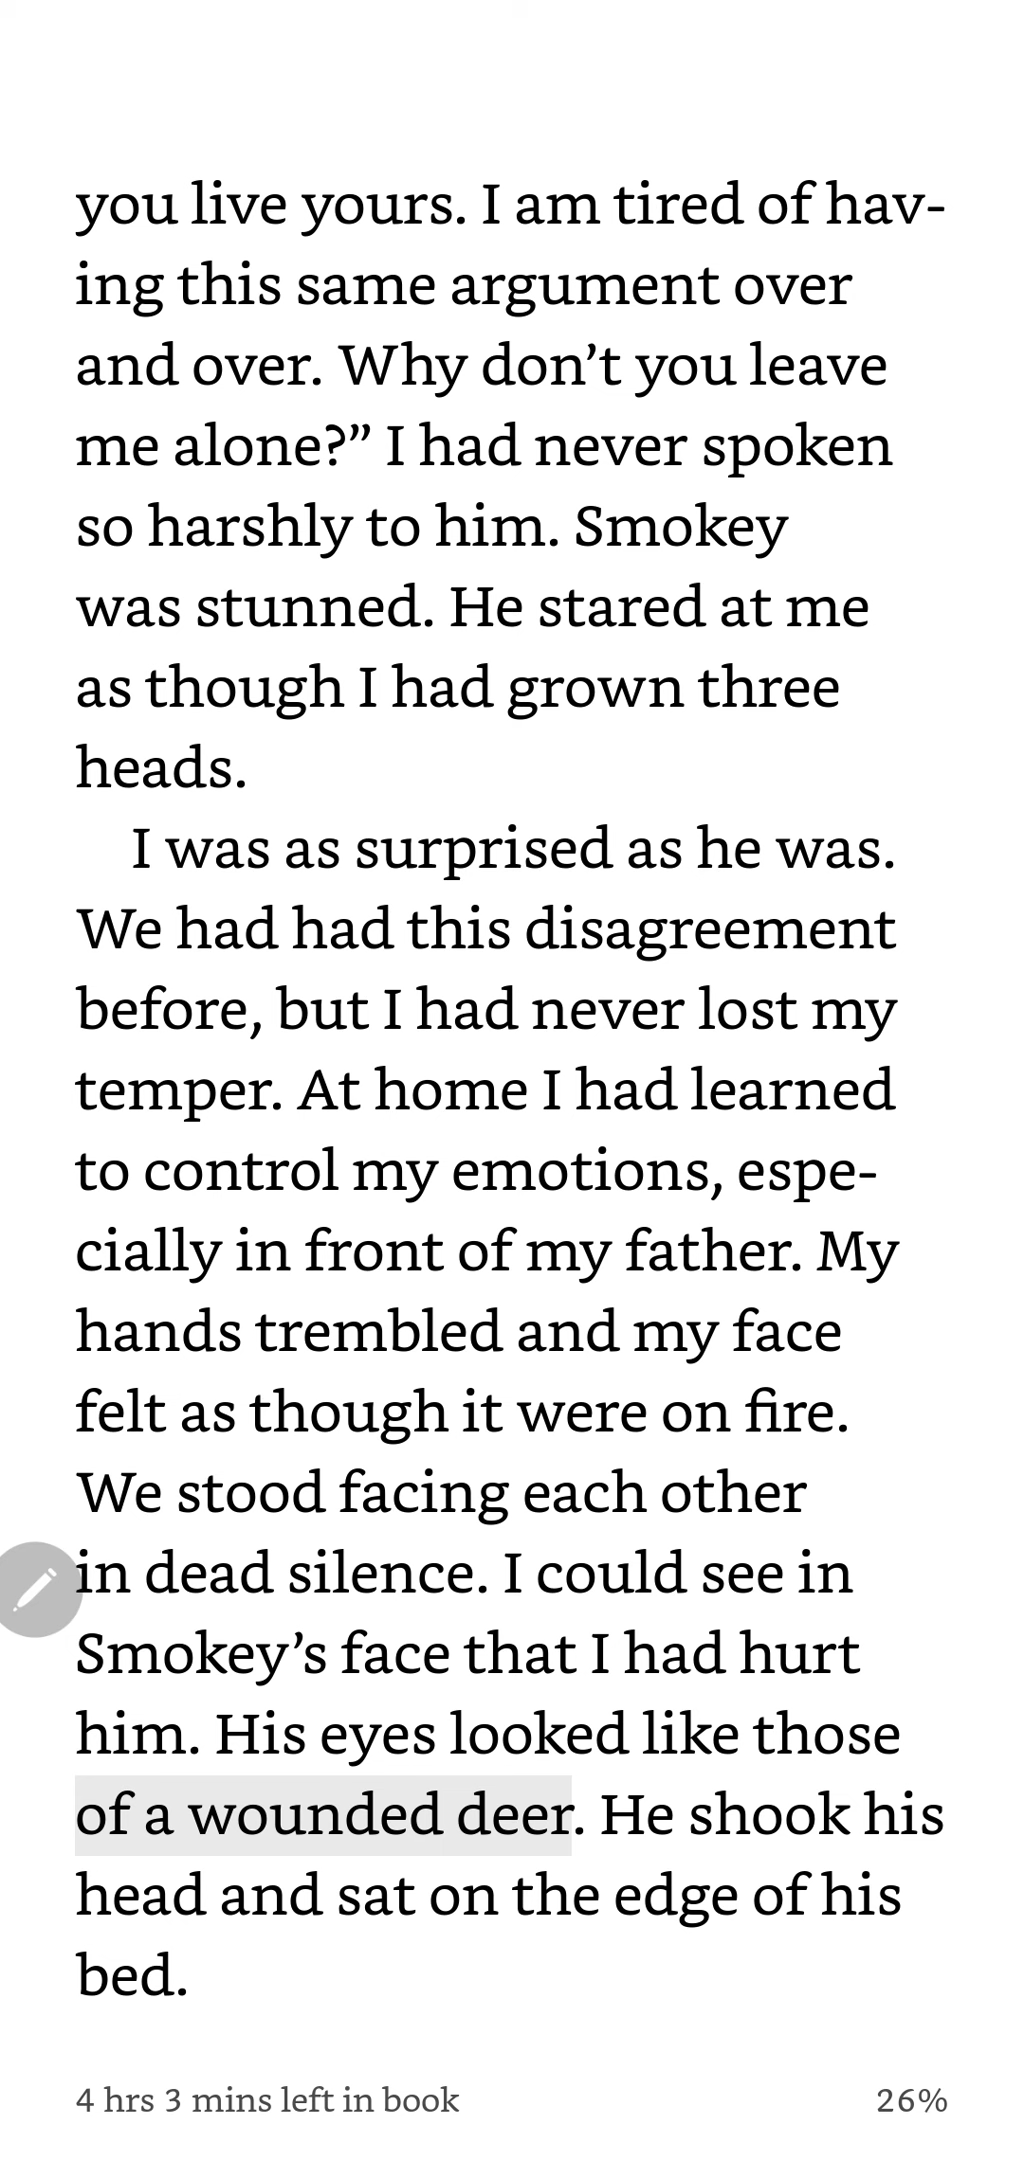 you live yours. I am tired of hav-
ing this same argument over
and over. Why don’t you leave
me alone?” I had never spoken
so harshly to him. Smokey
was stunned. He stared at me
as though I had grown three
heads.
I was as surprised as he was.
We had had this disagreement
before, but I had never lost my
temper. At home I had learned
to control my emotions, espe-
cially in front of my father. My
hands trembled and my face
felt as though it were on fire.
We stood facing each other
in dead silence. I could see in
Smokey’s face that I had hurt
him. His eyes looked like those
of a wounded deer. He shook his
head and sat on the edge of his
bed.
4 hrs 3 mins left in book 26%